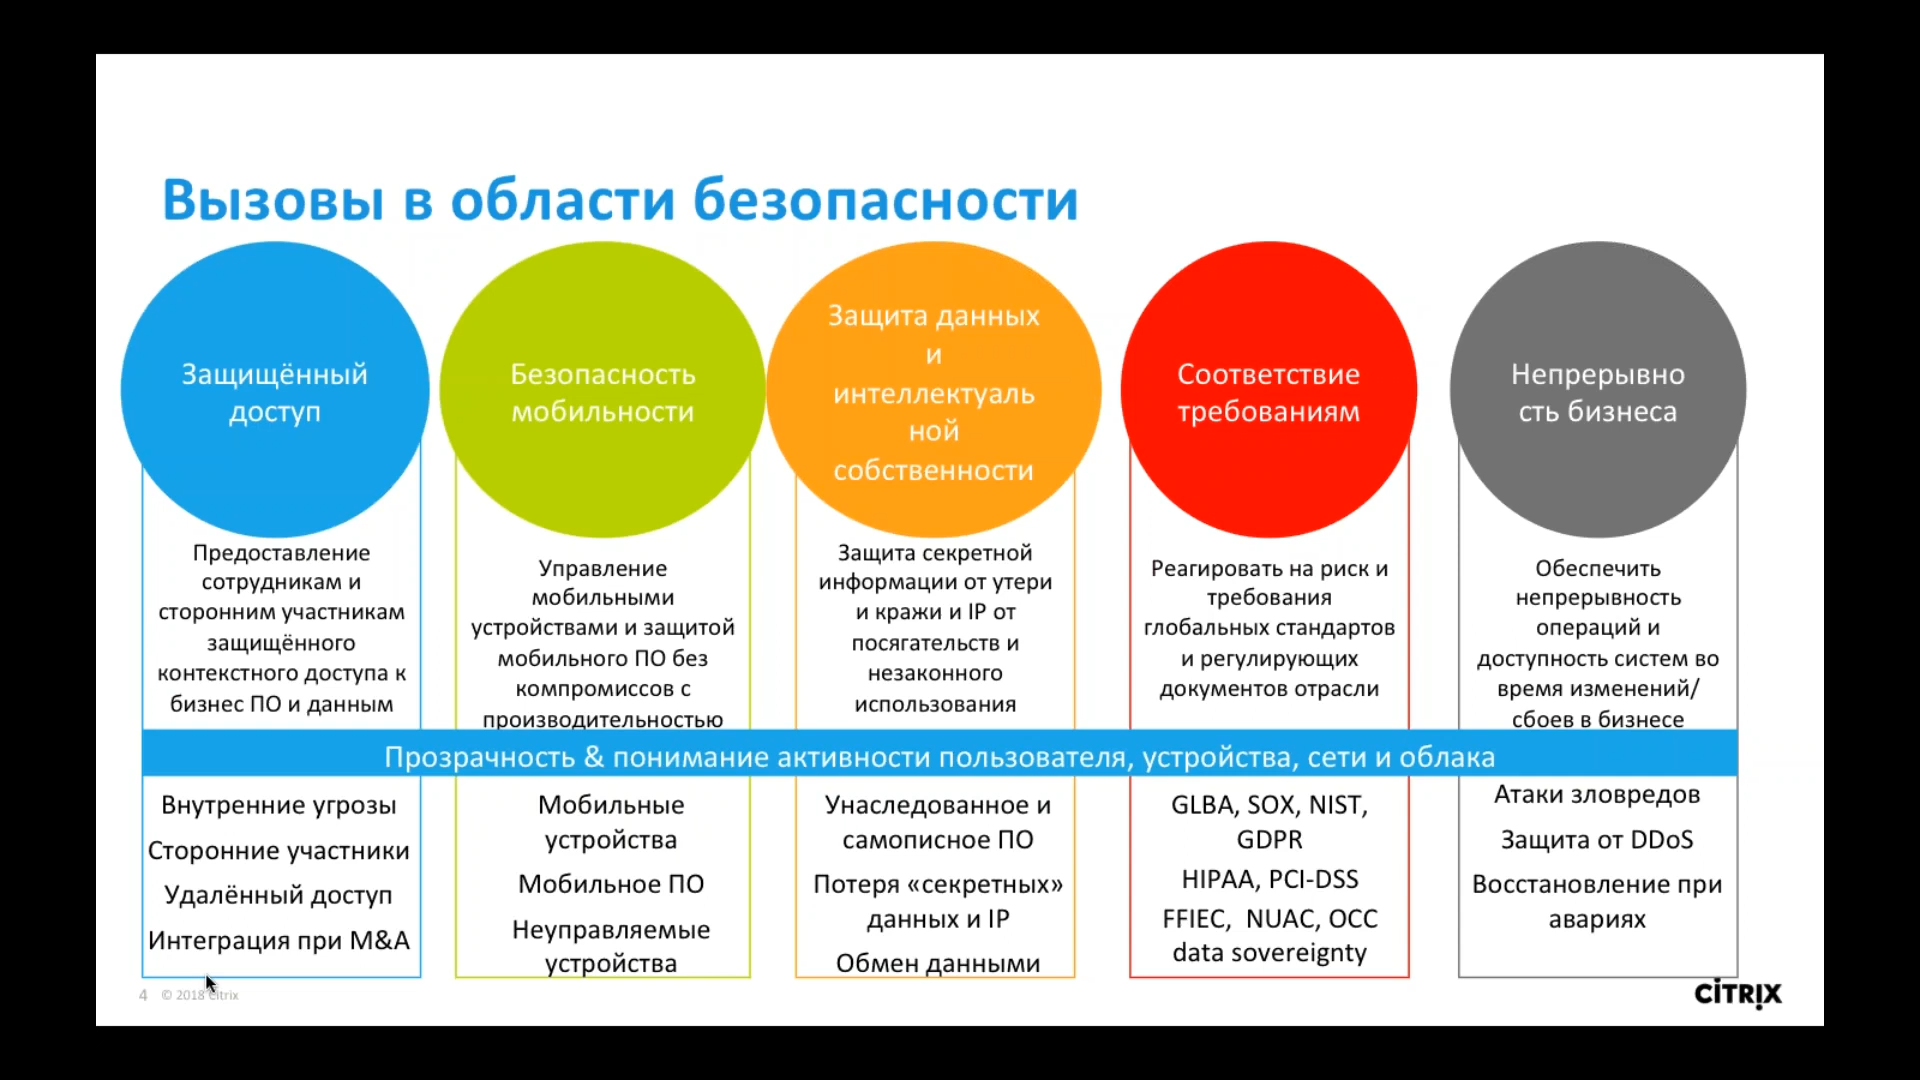 Вызовы в области безопасности
Защищённый
доступ
Предоставление
сотрудникам и
сторонним участникам
защищённого
контекстного доступа к
бизнес ПО и данным
Безопасность
мобильности
Управление
мобильными
устройствами и защитой
мобильного ПО без
компромиссов с
производительностью
Защита данных
и
интеллектуаль
ной
собственности
Защита секретной
информации от утери
и кражи и IP от
посягательств и
незаконного
использования
Соответствие
требованиям
Реагировать на риск и
требования
глобальных стандартов
и регулирующих
документов отрасли
Непрерывно
сть бизнеса
Обеспечить
непрерывность
операций и
доступность систем во
время изменений/
сбоев в бизнесе
Прозрачность & понимание активности пользователя, устройства, сети и облака
Внутренние угрозы
Сторонние участники
Удалённый доступ
Интеграция при M&A
Мобильные
устройства
Мобильное ПО
Неуправляемые
устройства
Унаследованное и
самописное ПО
Потеря «секретных»
данных и IP
Обмен данными
GLBA, SOX, NIST,
GDPR
HIPAA, PCI-DSS
FFIEC, NUAC, OCC
data sovereignty
Атаки зловредов
Защита от DDoS
Восстановление при
авариях
4 © 2018 Citrix
CITRIX